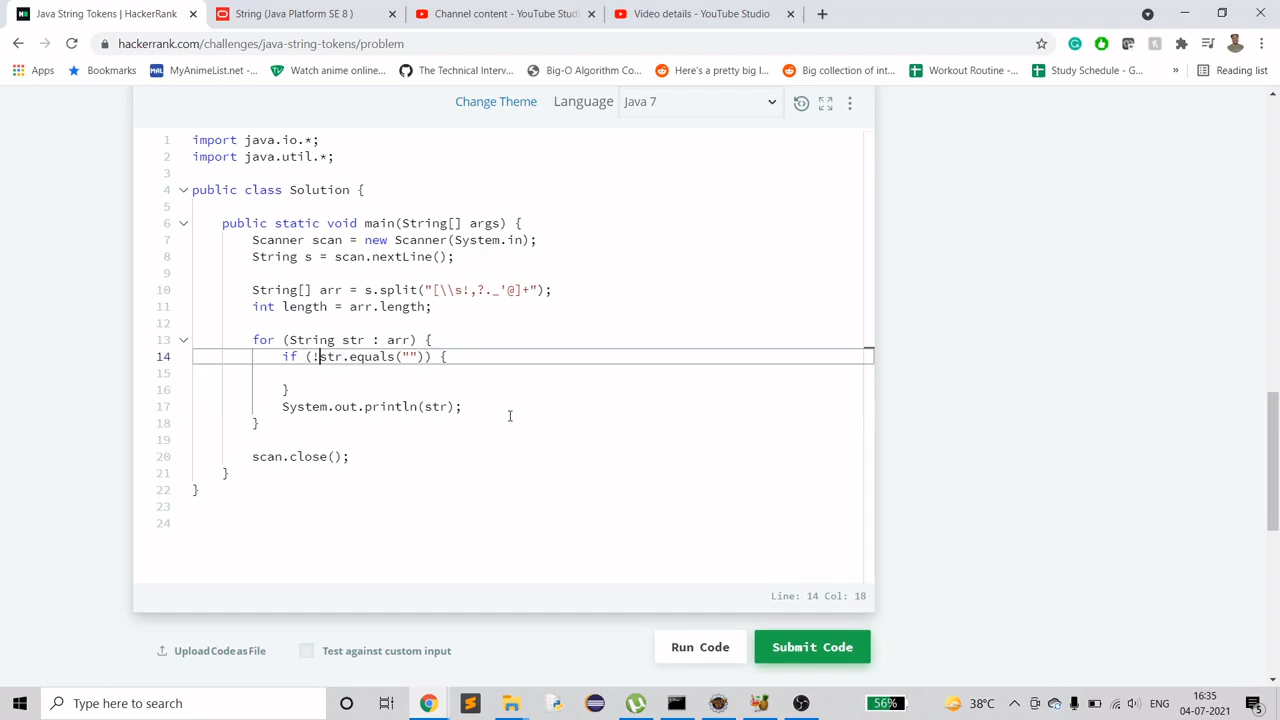 Java String Tokens | HackerRank
String (Java Platform SE 8 )
Channel content - YouTube Studi
Video details - YouTube Studio
hackerrank.com/challenges/java-string-tokens/problem
Apps
Bookmarks
MyAnimeList.net -...
Watch anime online...
The Technical Interv...
Big-O Algorithm Co...
Here's a pretty big l...
Big collection of int...
Workout Routine -...
Study Schedule - G...
»
Reading list
Change Theme
Language
Java 7
1 import java.io.*;
2 import java.util.*;
3
4 public class Solution {
5
6 public static void main(String[] args) {
7 Scanner scan = new Scanner(System.in);
8 String s = scan.nextLine();
9
10 String[] arr = s.split("[\\s!,?._'@]+");
11 int length = arr.length;
12
13 for (String str : arr) {
14 if (!str.equals("")) {
15
16 }
17 System.out.println(str);
18 }
19
20 scan.close();
21 }
22 }
23
24
Line: 14 Col: 18
Upload Code as File
Test against custom input
Run Code
Submit Code
Type here to search
56%
38°C
ENG
16:35
04-07-2021
5